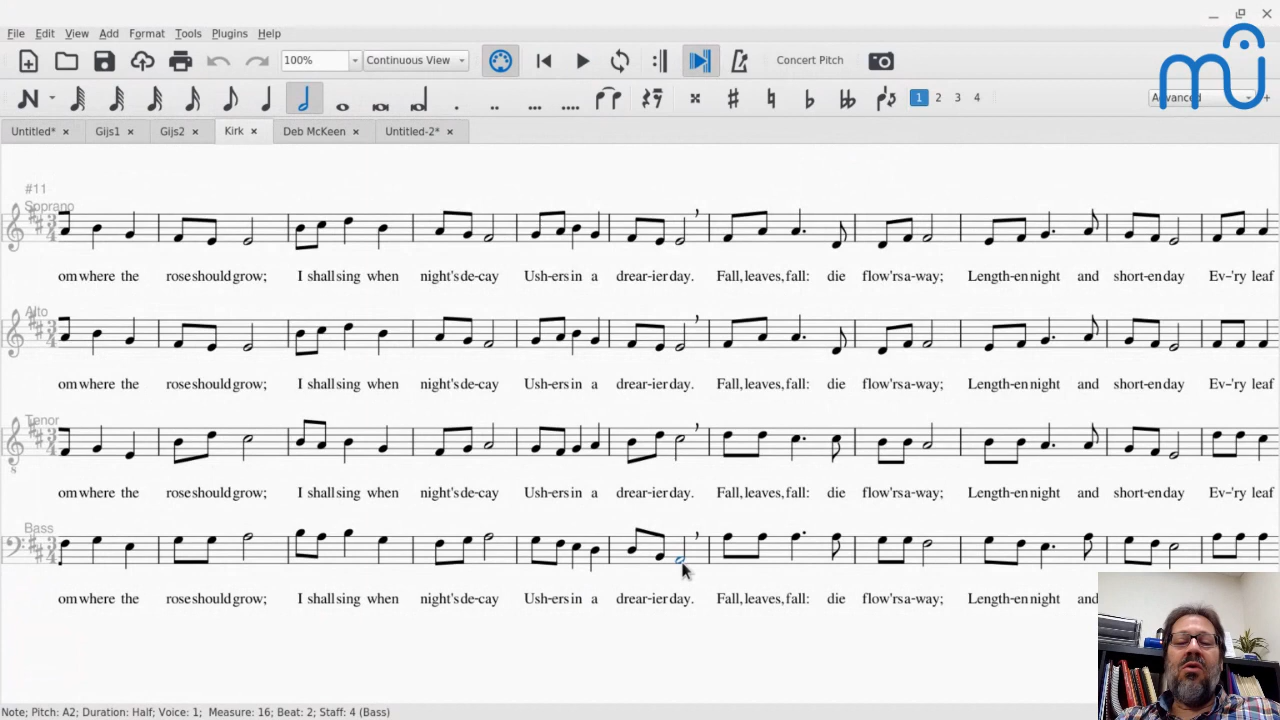 File Edit View Add Format Tools Plugins Help
100% Continuous View Concert Pitch
1 2 3 4 Advanced +
Untitled* × Gijs1 × Gijs2 × Kirk × Deb McKeen × Untitled-2* ×
#11
Soprano
om where the rose should grow; I shall sing when night's de-cay Ush-ers in a drear-ier day. Fall, leaves, fall: die flow'rs a-way; Length-en night and short-en day Ev-'ry leaf
Alto
om where the rose should grow; I shall sing when night's de-cay Ush-ers in a drear-ier day. Fall, leaves, fall: die flow'rs a-way; Length-en night and short-en day Ev-'ry leaf
Tenor
8
om where the rose should grow; I shall sing when night's de-cay Ush-ers in a drear-ier day. Fall, leaves, fall: die flow'rs a-way; Length-en night and short-en day Ev-'ry leaf
Bass
om where the rose should grow; I shall sing when night's de-cay Ush-ers in a drear-ier day. Fall, leaves, fall: die flow'rs a-way; Length-en night and
Note; Pitch: A2; Duration: Half; Voice: 1; Measure: 16; Beat: 2; Staff: 4 (Bass)